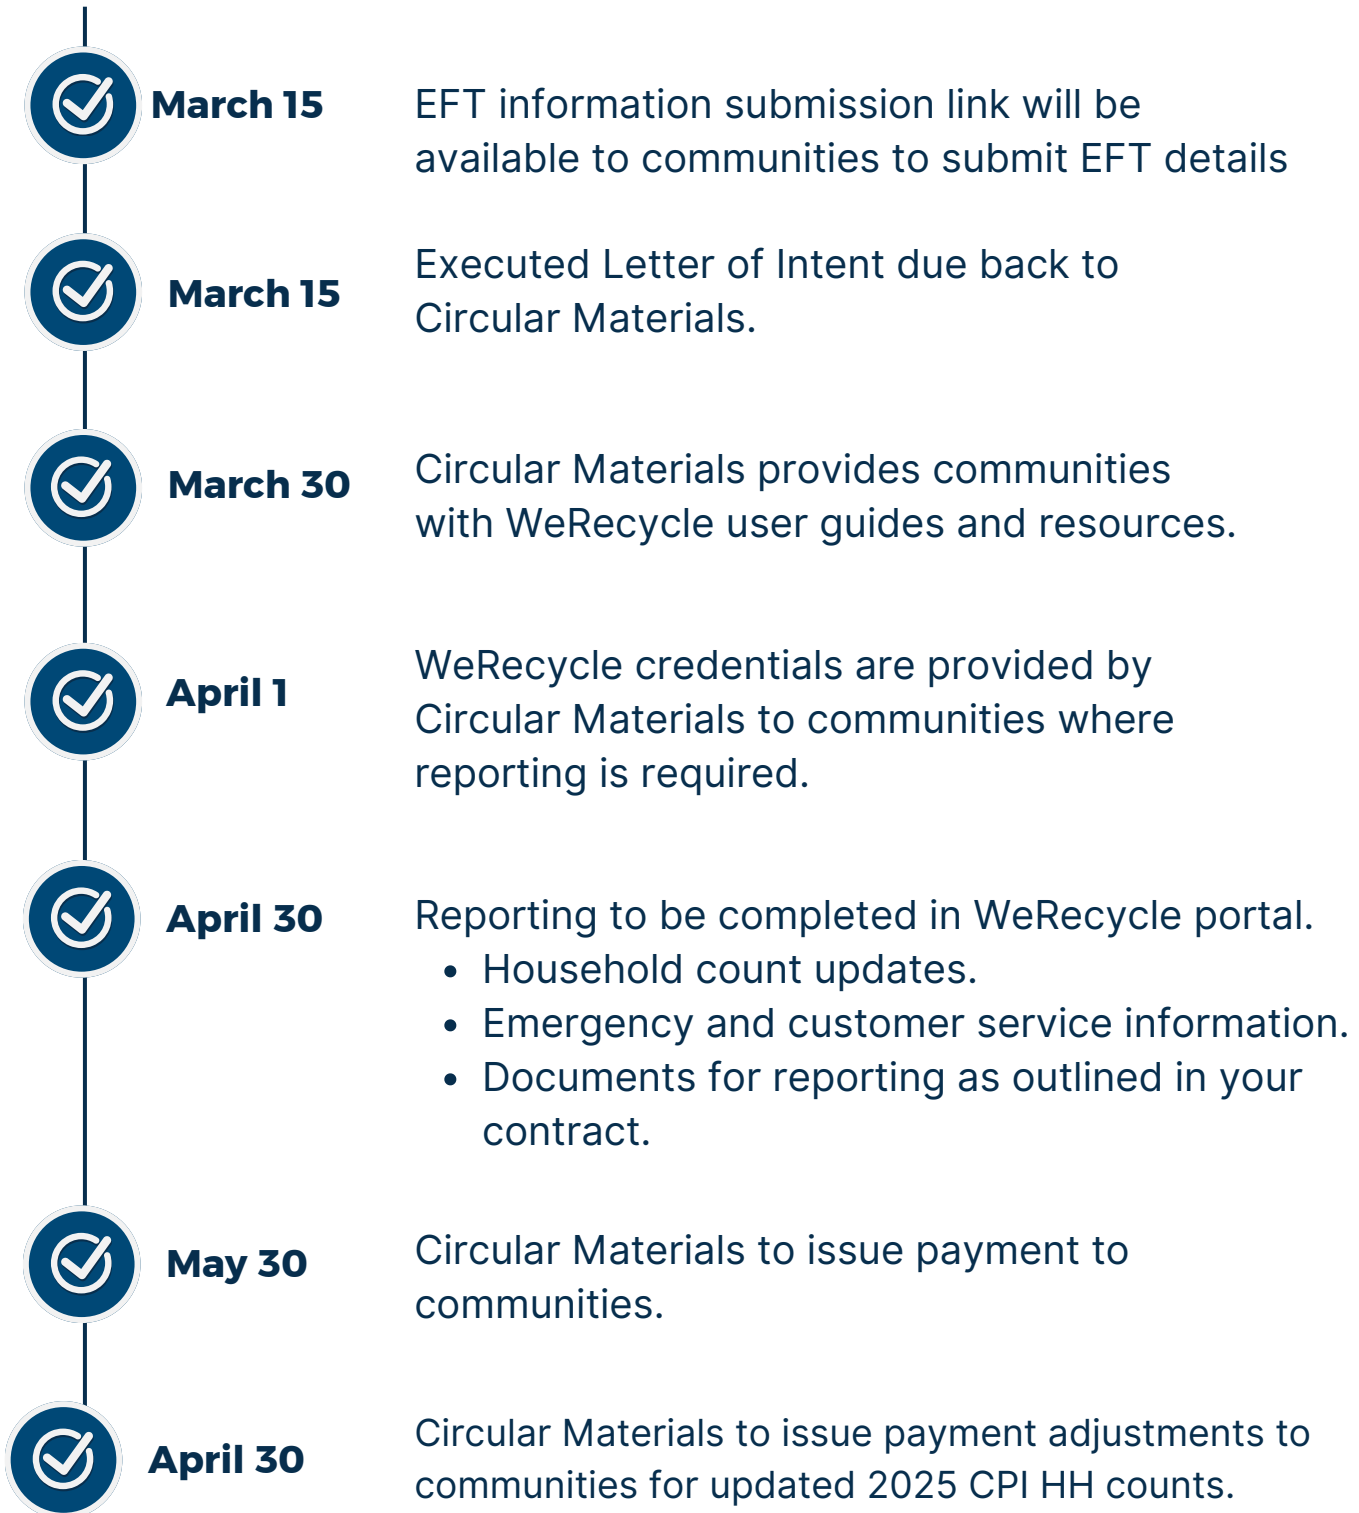 March 15
EFT information submission link will be
available to communities to submit EFT details
March 15
Executed Letter of Intent due back to
Circular Materials.
March 30
Circular Materials provides communities
with WeRecycle user guides and resources.
April 1
WeRecycle credentials are provided by
Circular Materials to communities where
reporting is required.
April 30
Reporting to be completed in WeRecycle portal.
• Household count updates.
• Emergency and customer service information.
• Documents for reporting as outlined in your
contract.
May 30
Circular Materials to issue payment to
communities.
April 30
Circular Materials to issue payment adjustments to
communities for updated 2025 CPI HH counts.